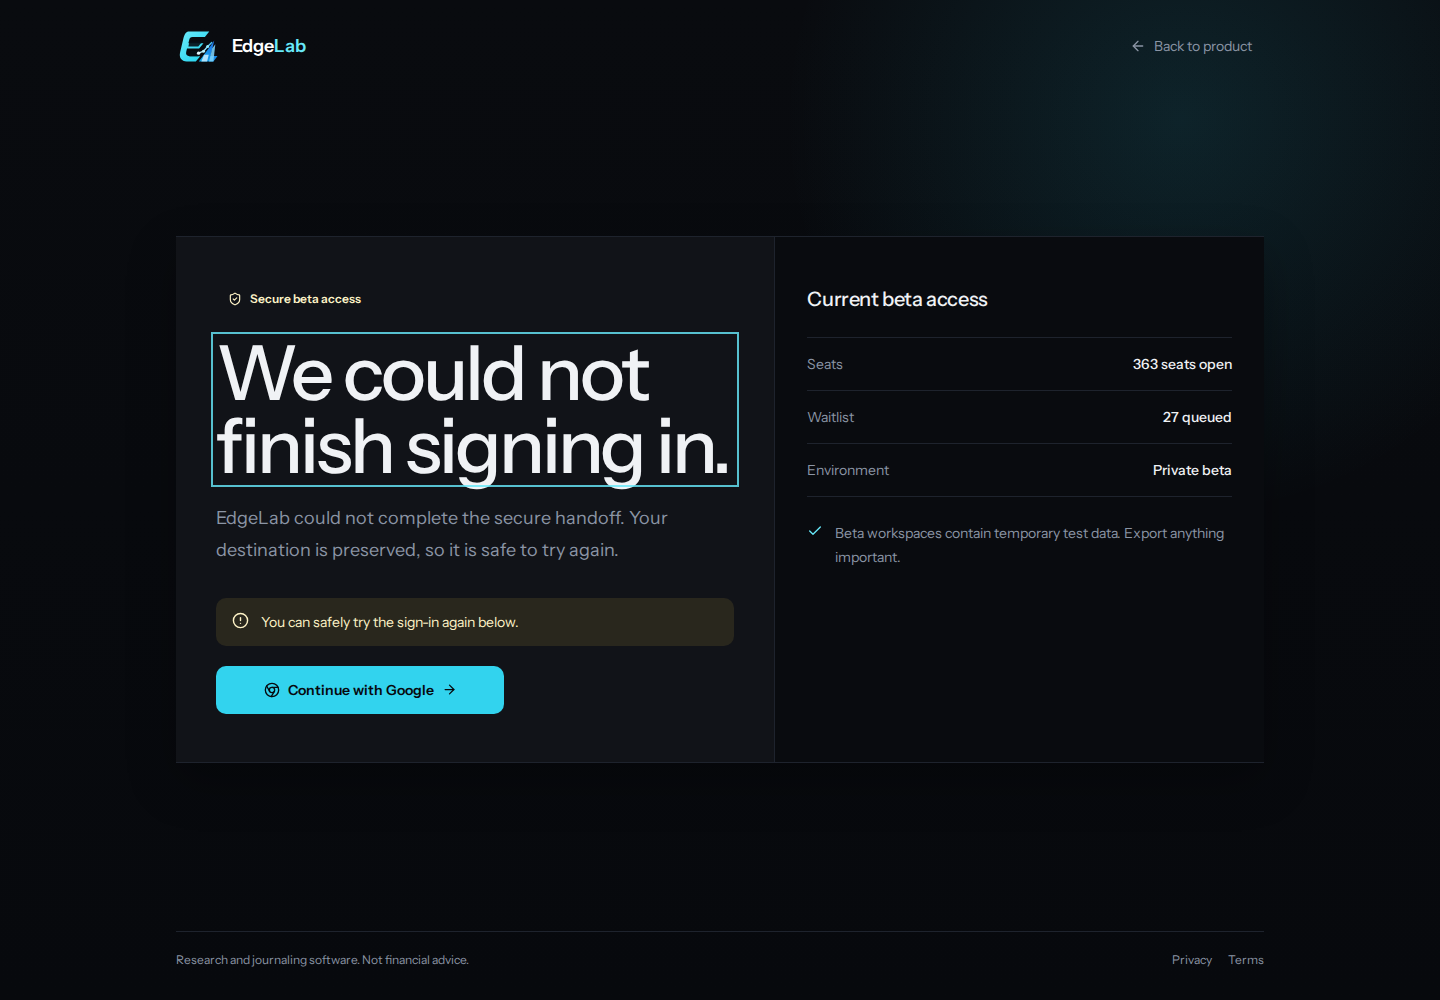 EdgeLab
Back to product
Secure beta access
We could not
finish signing in.
EdgeLab could not complete the secure handoff. Your
destination is preserved, so it is safe to try again.
You can safely try the sign-in again below.
Continue with Google
Current beta access
Seats 363 seats open
Waitlist 27 queued
Environment Private beta
Beta workspaces contain temporary test data. Export anything
important.
Research and journaling software. Not financial advice.
Privacy Terms